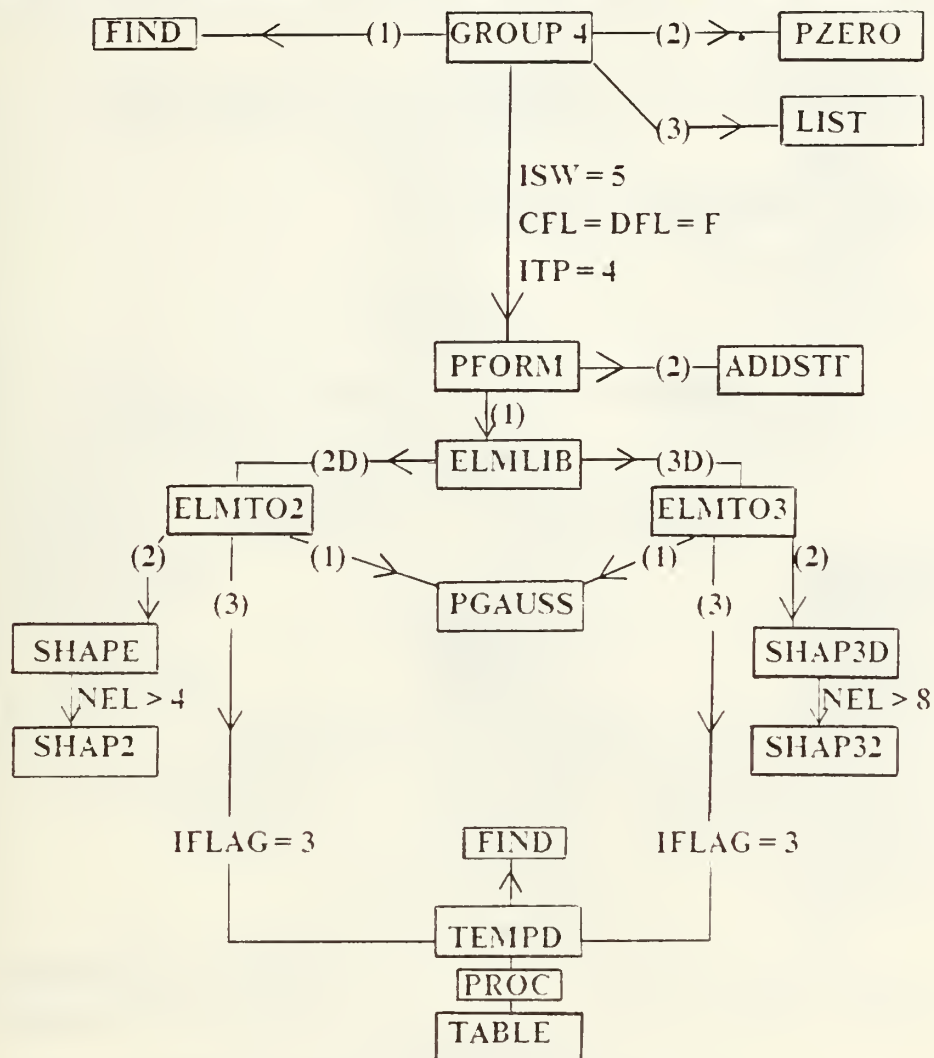 FIND (1) GROUP 4 (2) PZERO
(3) LIST
ISW = 5
CFL = DFL = F
ITP = 4
PFORM (2) ADDSTF
(1)
(2D) ELMLIB (3D)
ELMTO2 ELMTO3
(2) (1) (1) (2)
(3) PGAUSS (3)
SHAPE SHAP3D
NEL > 4 NEL > 8
SHAP2 SHAP32
IFLAG = 3 FIND IFLAG = 3
TEMPD
PROC
TABLE